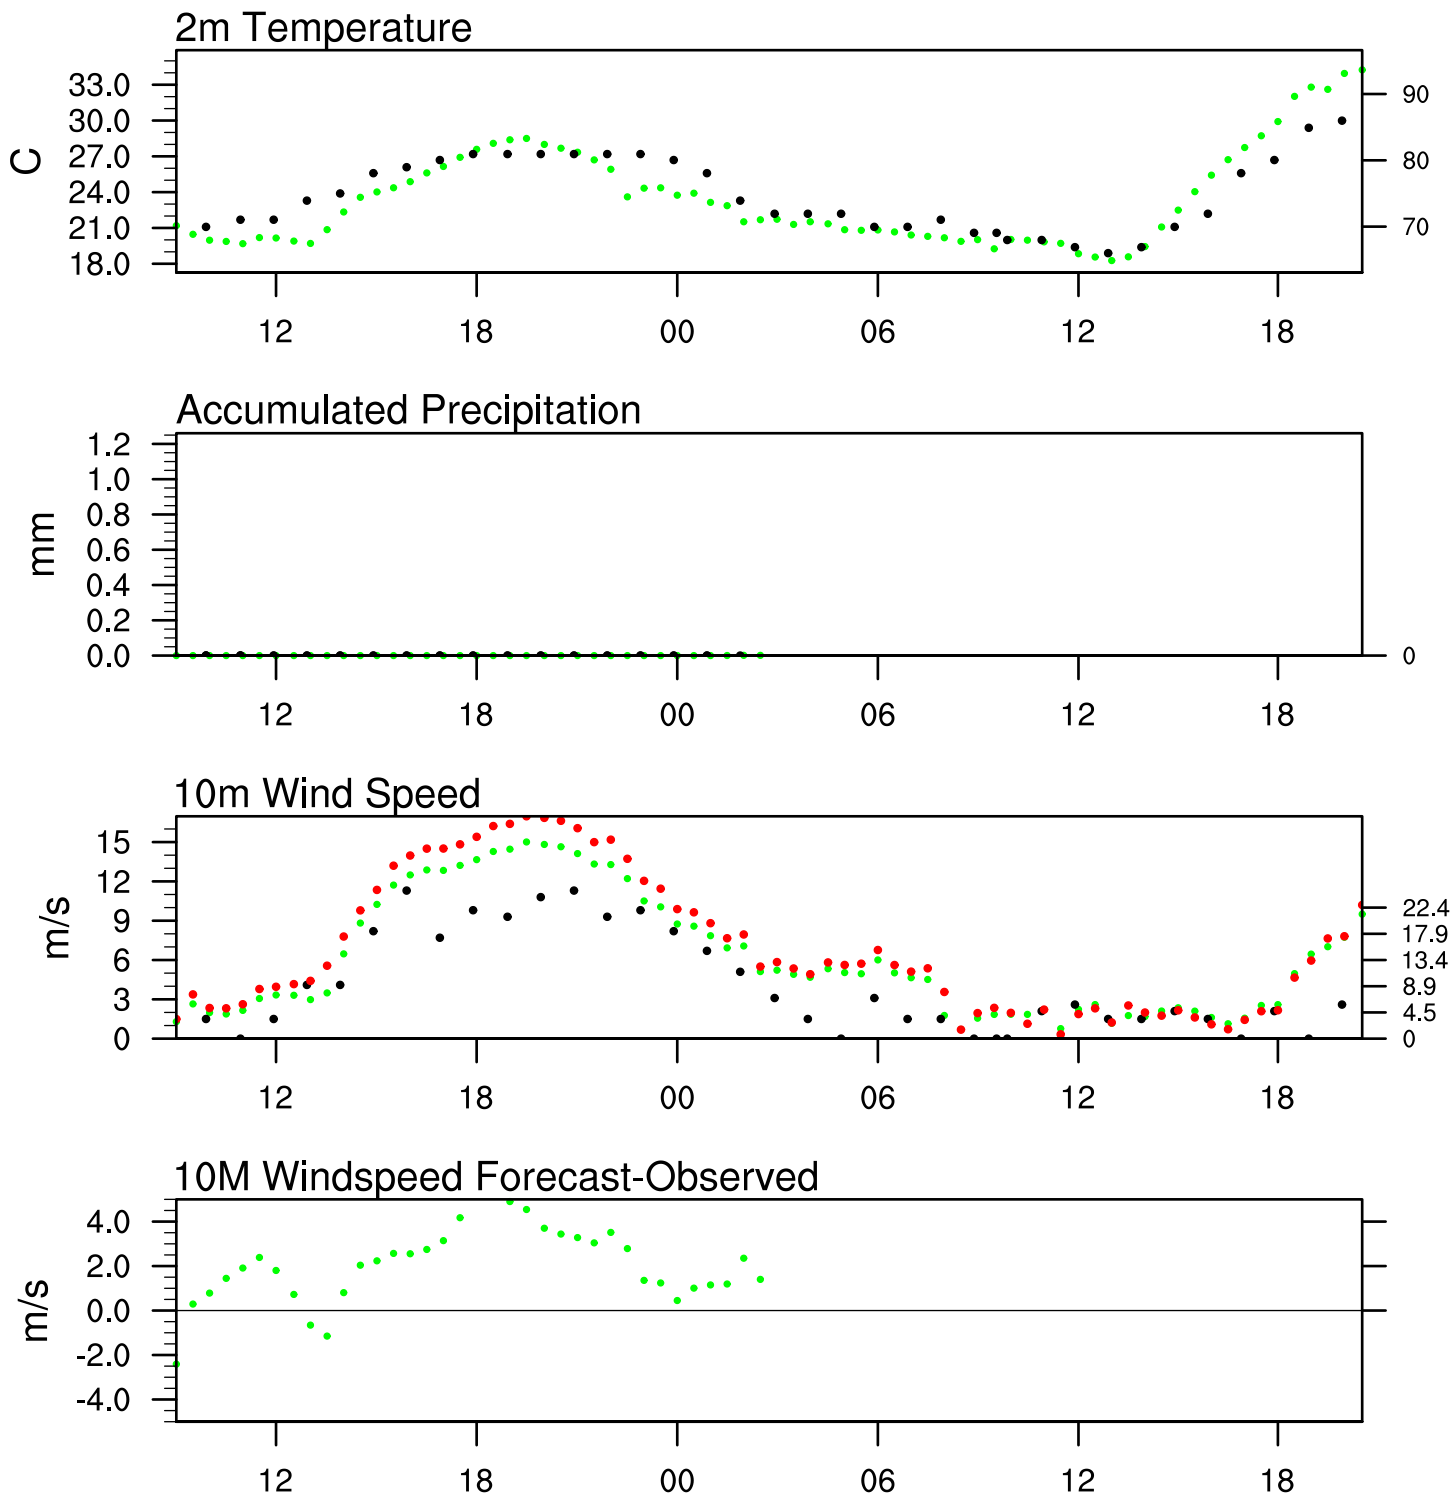 2m Temperature
C
33.0
30.0
27.0
24.0
21.0
18.0
90
80
70
12 18 00 06 12 18
Accumulated Precipitation
mm
1.2
1.0
0.8
0.6
0.4
0.2
0.0
0
12 18 00 06 12 18
10m Wind Speed
m/s
15
12
9
6
3
0
22.4
17.9
13.4
8.9
4.5
0
12 18 00 06 12 18
10M Windspeed Forecast-Observed
m/s
4.0
2.0
0.0
-2.0
-4.0
12 18 00 06 12 18